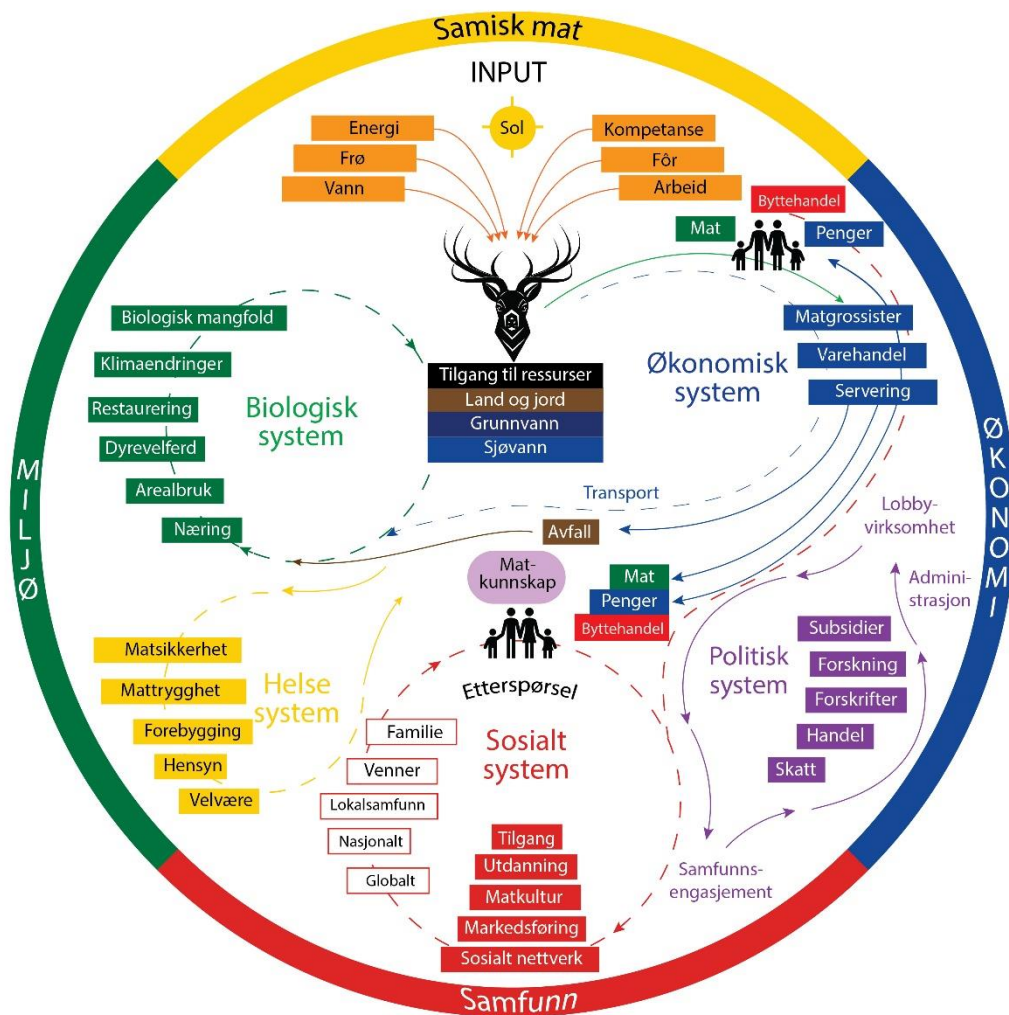 Samisk mat
INPUT
Sol
Energi
Frø
Vann
Kompetanse
Fôr
Arbeid
Byttehandel
Mat
Penger
Biologisk mangfold
Klimaendringer
Restaurering
Dyrevelferd
Arealbruk
Næring
Biologisk
system
Tilgang til ressurser
Land og jord
Grunnvann
Sjøvann
Økonomisk
system
Matgrossister
Varehandel
Servering
MILJØ
ØKONOMI
Transport
Avfall
Mat-
kunnskap
Mat
Penger
Byttehandel
Lobby-
virksomhet
Admini-
strasjon
Matsikkerhet
Mattrygghet
Forebygging
Hensyn
Velvære
Helse
system
Etterspørsel
Familie
Venner
Lokalsamfunn
Nasjonalt
Globalt
Sosialt
system
Tilgang
Utdanning
Matkultur
Markedsføring
Sosialt nettverk
Politisk
system
Subsidier
Forskning
Forskrifter
Handel
Skatt
Samfunns-
engasjement
Samfunn